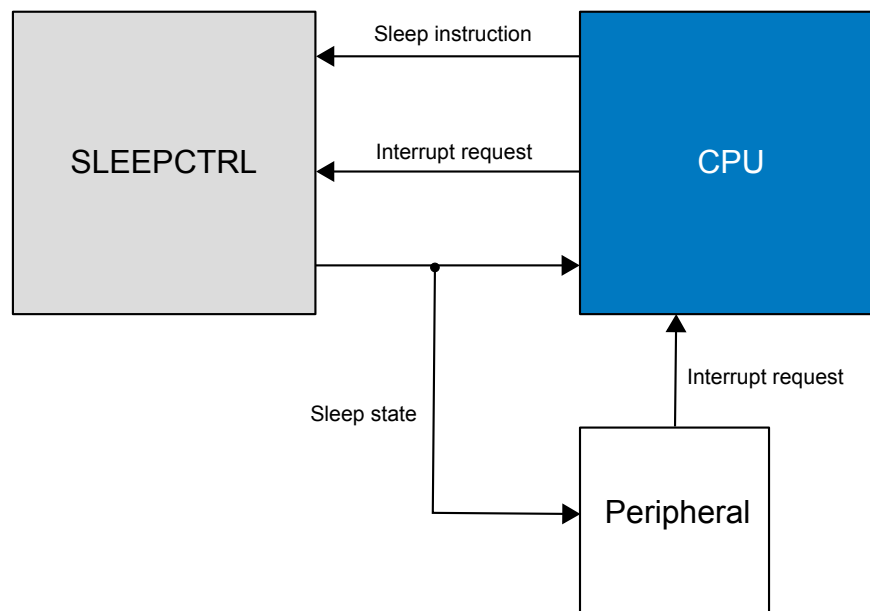 Sleep instruction
SLEEPCTRL
Interrupt request
CPU
Interrupt request
Sleep state
Peripheral